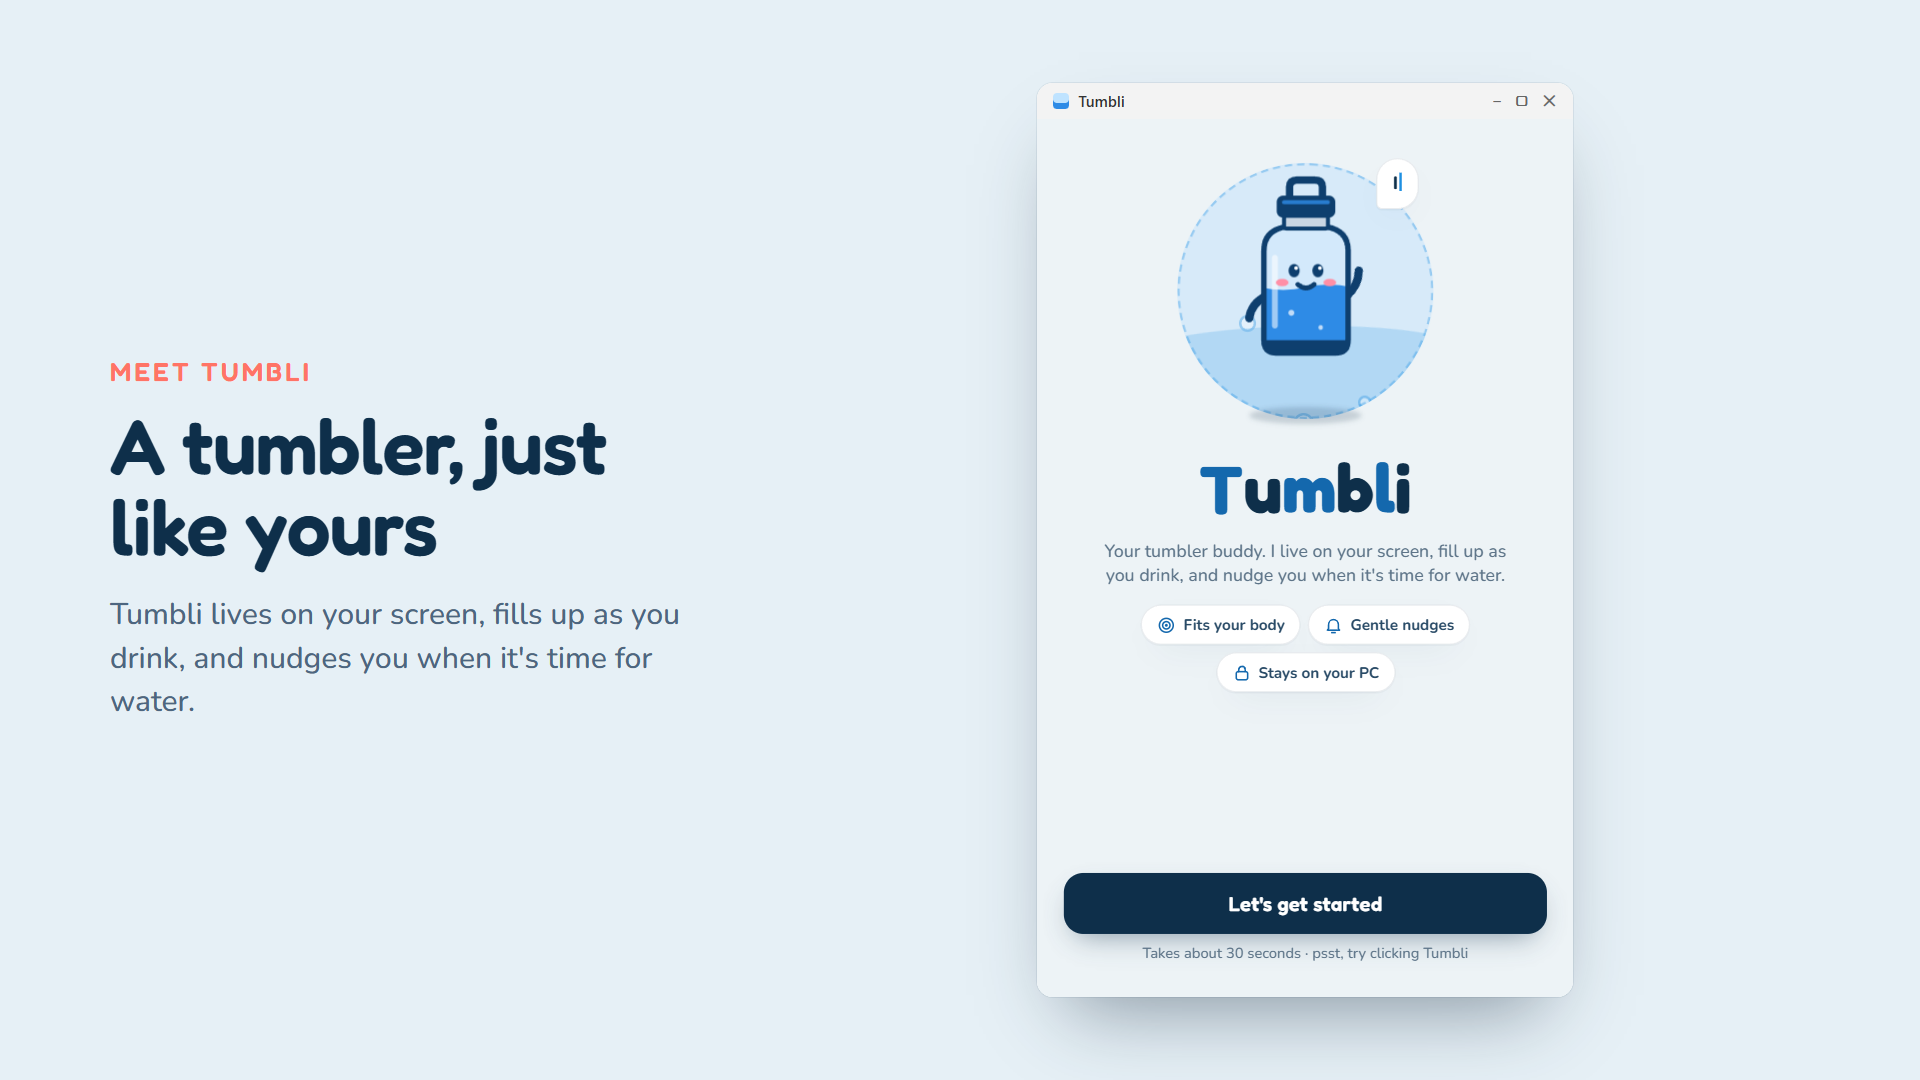 MEET TUMBLI
A tumbler, just
like yours
Tumbli lives on your screen, fills up as you
drink, and nudges you when it's time for
water.
Tumbli
Tumbli
Your tumbler buddy. I live on your screen, fill up as
you drink, and nudge you when it's time for water.
Fits your body
Gentle nudges
Stays on your PC
Let's get started
Takes about 30 seconds · psst, try clicking Tumbli